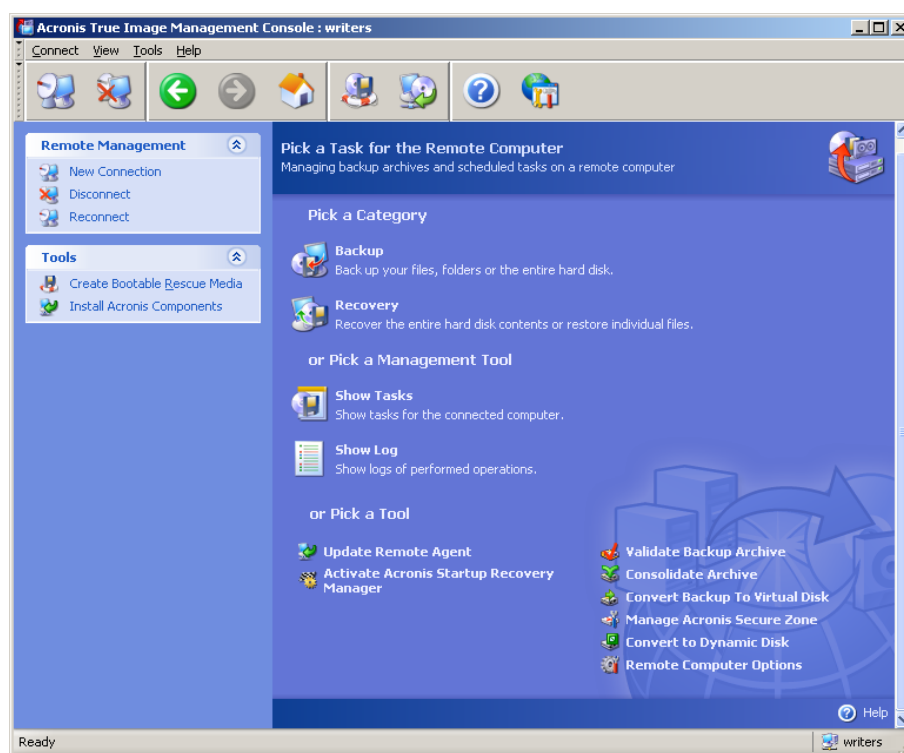 Acronis True Image Management Console : writers
Connect View Tools Help
Remote Management
New Connection
Disconnect
Reconnect
Tools
Create Bootable Rescue Media
Install Acronis Components
Pick a Task for the Remote Computer
Managing backup archives and scheduled tasks on a remote computer
Pick a Category
Backup
Back up your files, folders or the entire hard disk.
Recovery
Recover the entire hard disk contents or restore individual files.
or Pick a Management Tool
Show Tasks
Show tasks for the connected computer.
Show Log
Show logs of performed operations.
or Pick a Tool
Update Remote Agent
Activate Acronis Startup Recovery
Manager
Validate Backup Archive
Consolidate Archive
Convert Backup To Virtual Disk
Manage Acronis Secure Zone
Convert to Dynamic Disk
Remote Computer Options
Help
Ready
writers